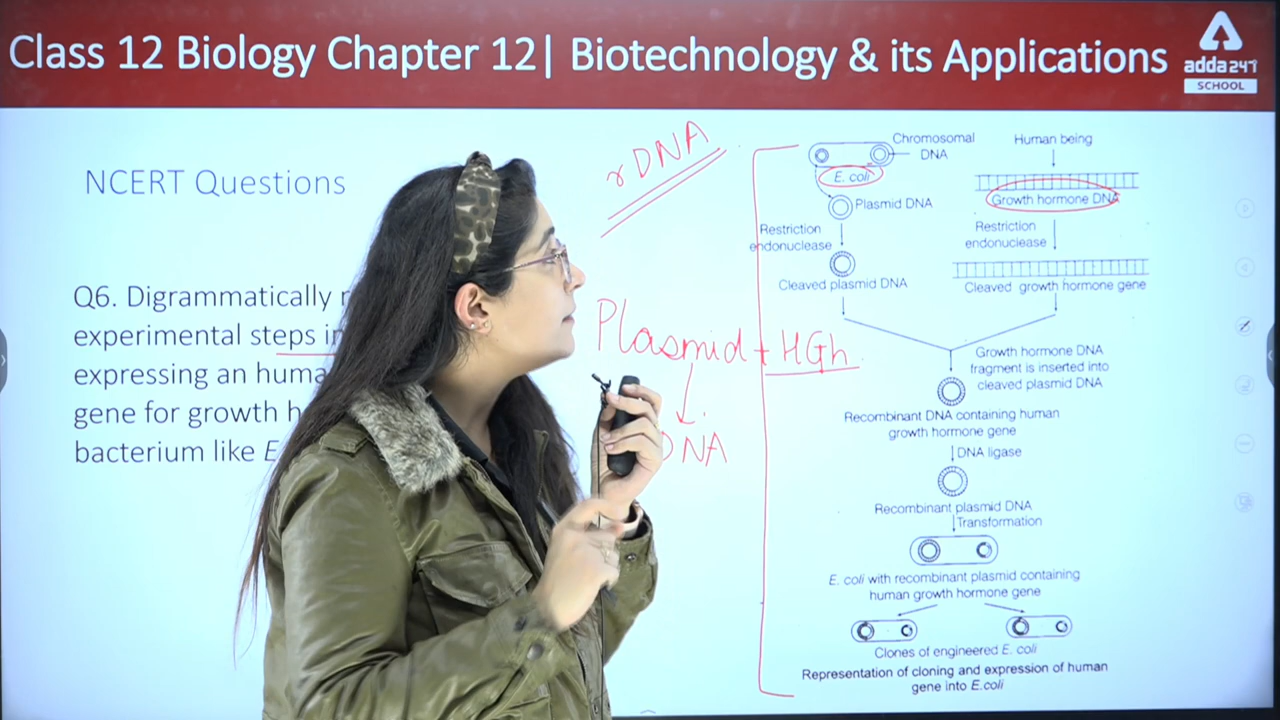 Class 12 Biology Chapter 12| Biotechnology & its Applications
adda247
SCHOOL
NCERT Questions
Q6. Digrammatically
experimental steps
expressing an huma
gene for growth h
bacterium like E
rDNA
Plasmid + HGh
DNA
Chromosomal
DNA
E. coli
Plasmid DNA
Restriction
endonuclease
Cleaved plasmid DNA
Human being
Growth hormone DNA
Restriction
endonuclease
Cleaved growth hormone gene
Growth hormone DNA
fragment is inserted into
cleaved plasmid DNA
Recombinant DNA containing human
growth hormone gene
DNA ligase
Recombinant plasmid DNA
Transformation
E. coli with recombinant plasmid containing
human growth hormone gene
Clones of engineered E. coli
Representation of cloning and expression of human
gene into E.coli